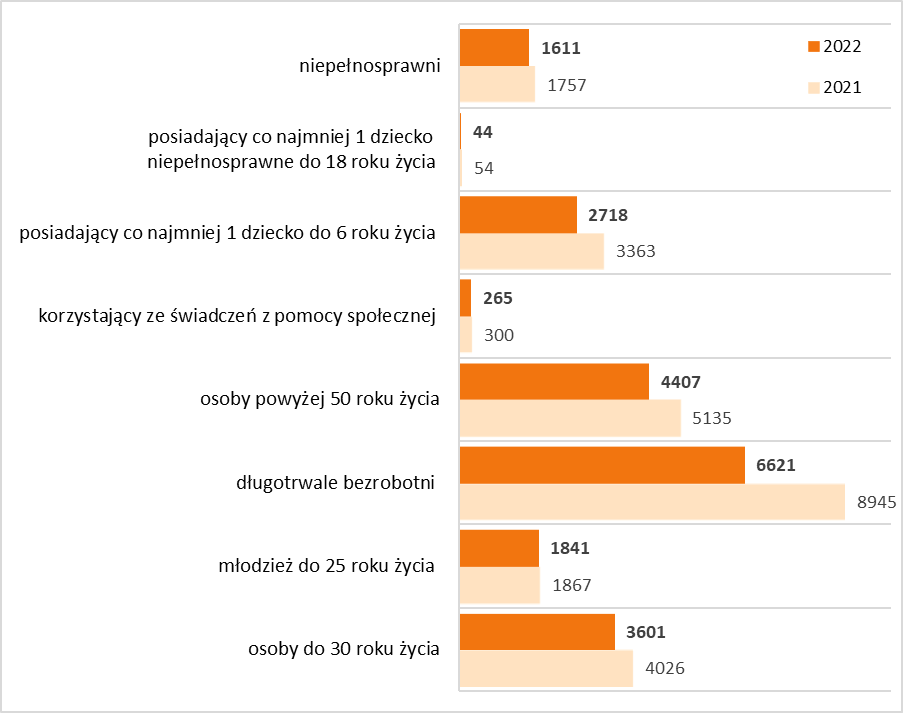 2022
2021
niepełnosprawni
1611
1757
posiadający co najmniej 1 dziecko
niepełnosprawne do 18 roku życia
44
54
posiadający co najmniej 1 dziecko do 6 roku życia
2718
3363
korzystający ze świadczeń z pomocy społecznej
265
300
osoby powyżej 50 roku życia
4407
5135
długotrwale bezrobotni
6621
8945
młodzież do 25 roku życia
1841
1867
osoby do 30 roku życia
3601
4026